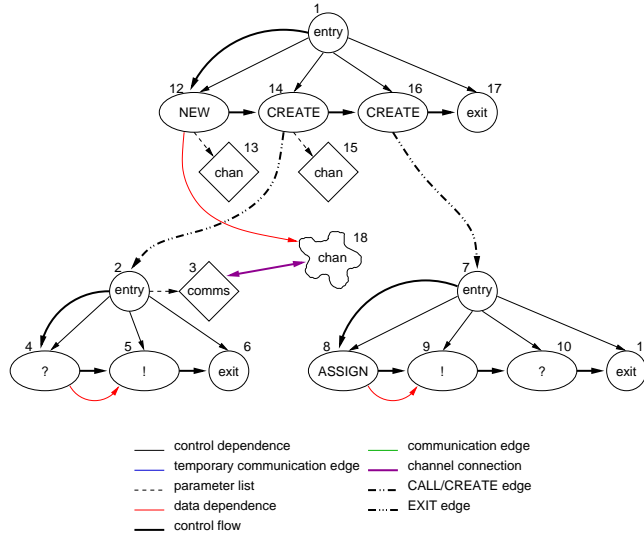 1
entry
12 14 16 17
NEW CREATE CREATE exit
13 15
chan chan
18
chan
2 3 7
entry comms entry
4 5 6 8 9 10 1
? ! exit ASSIGN ! ? exit
control dependence communication edge
temporary communication edge channel connection
parameter list CALL/CREATE edge
data dependence EXIT edge
control flow